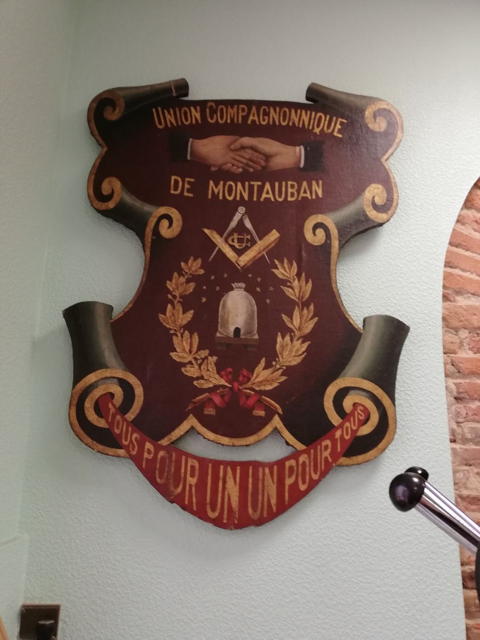 UNION COMPAGNONNIQUE
DE MONTAUBAN
TOUS POUR UN UN POUR TOUS